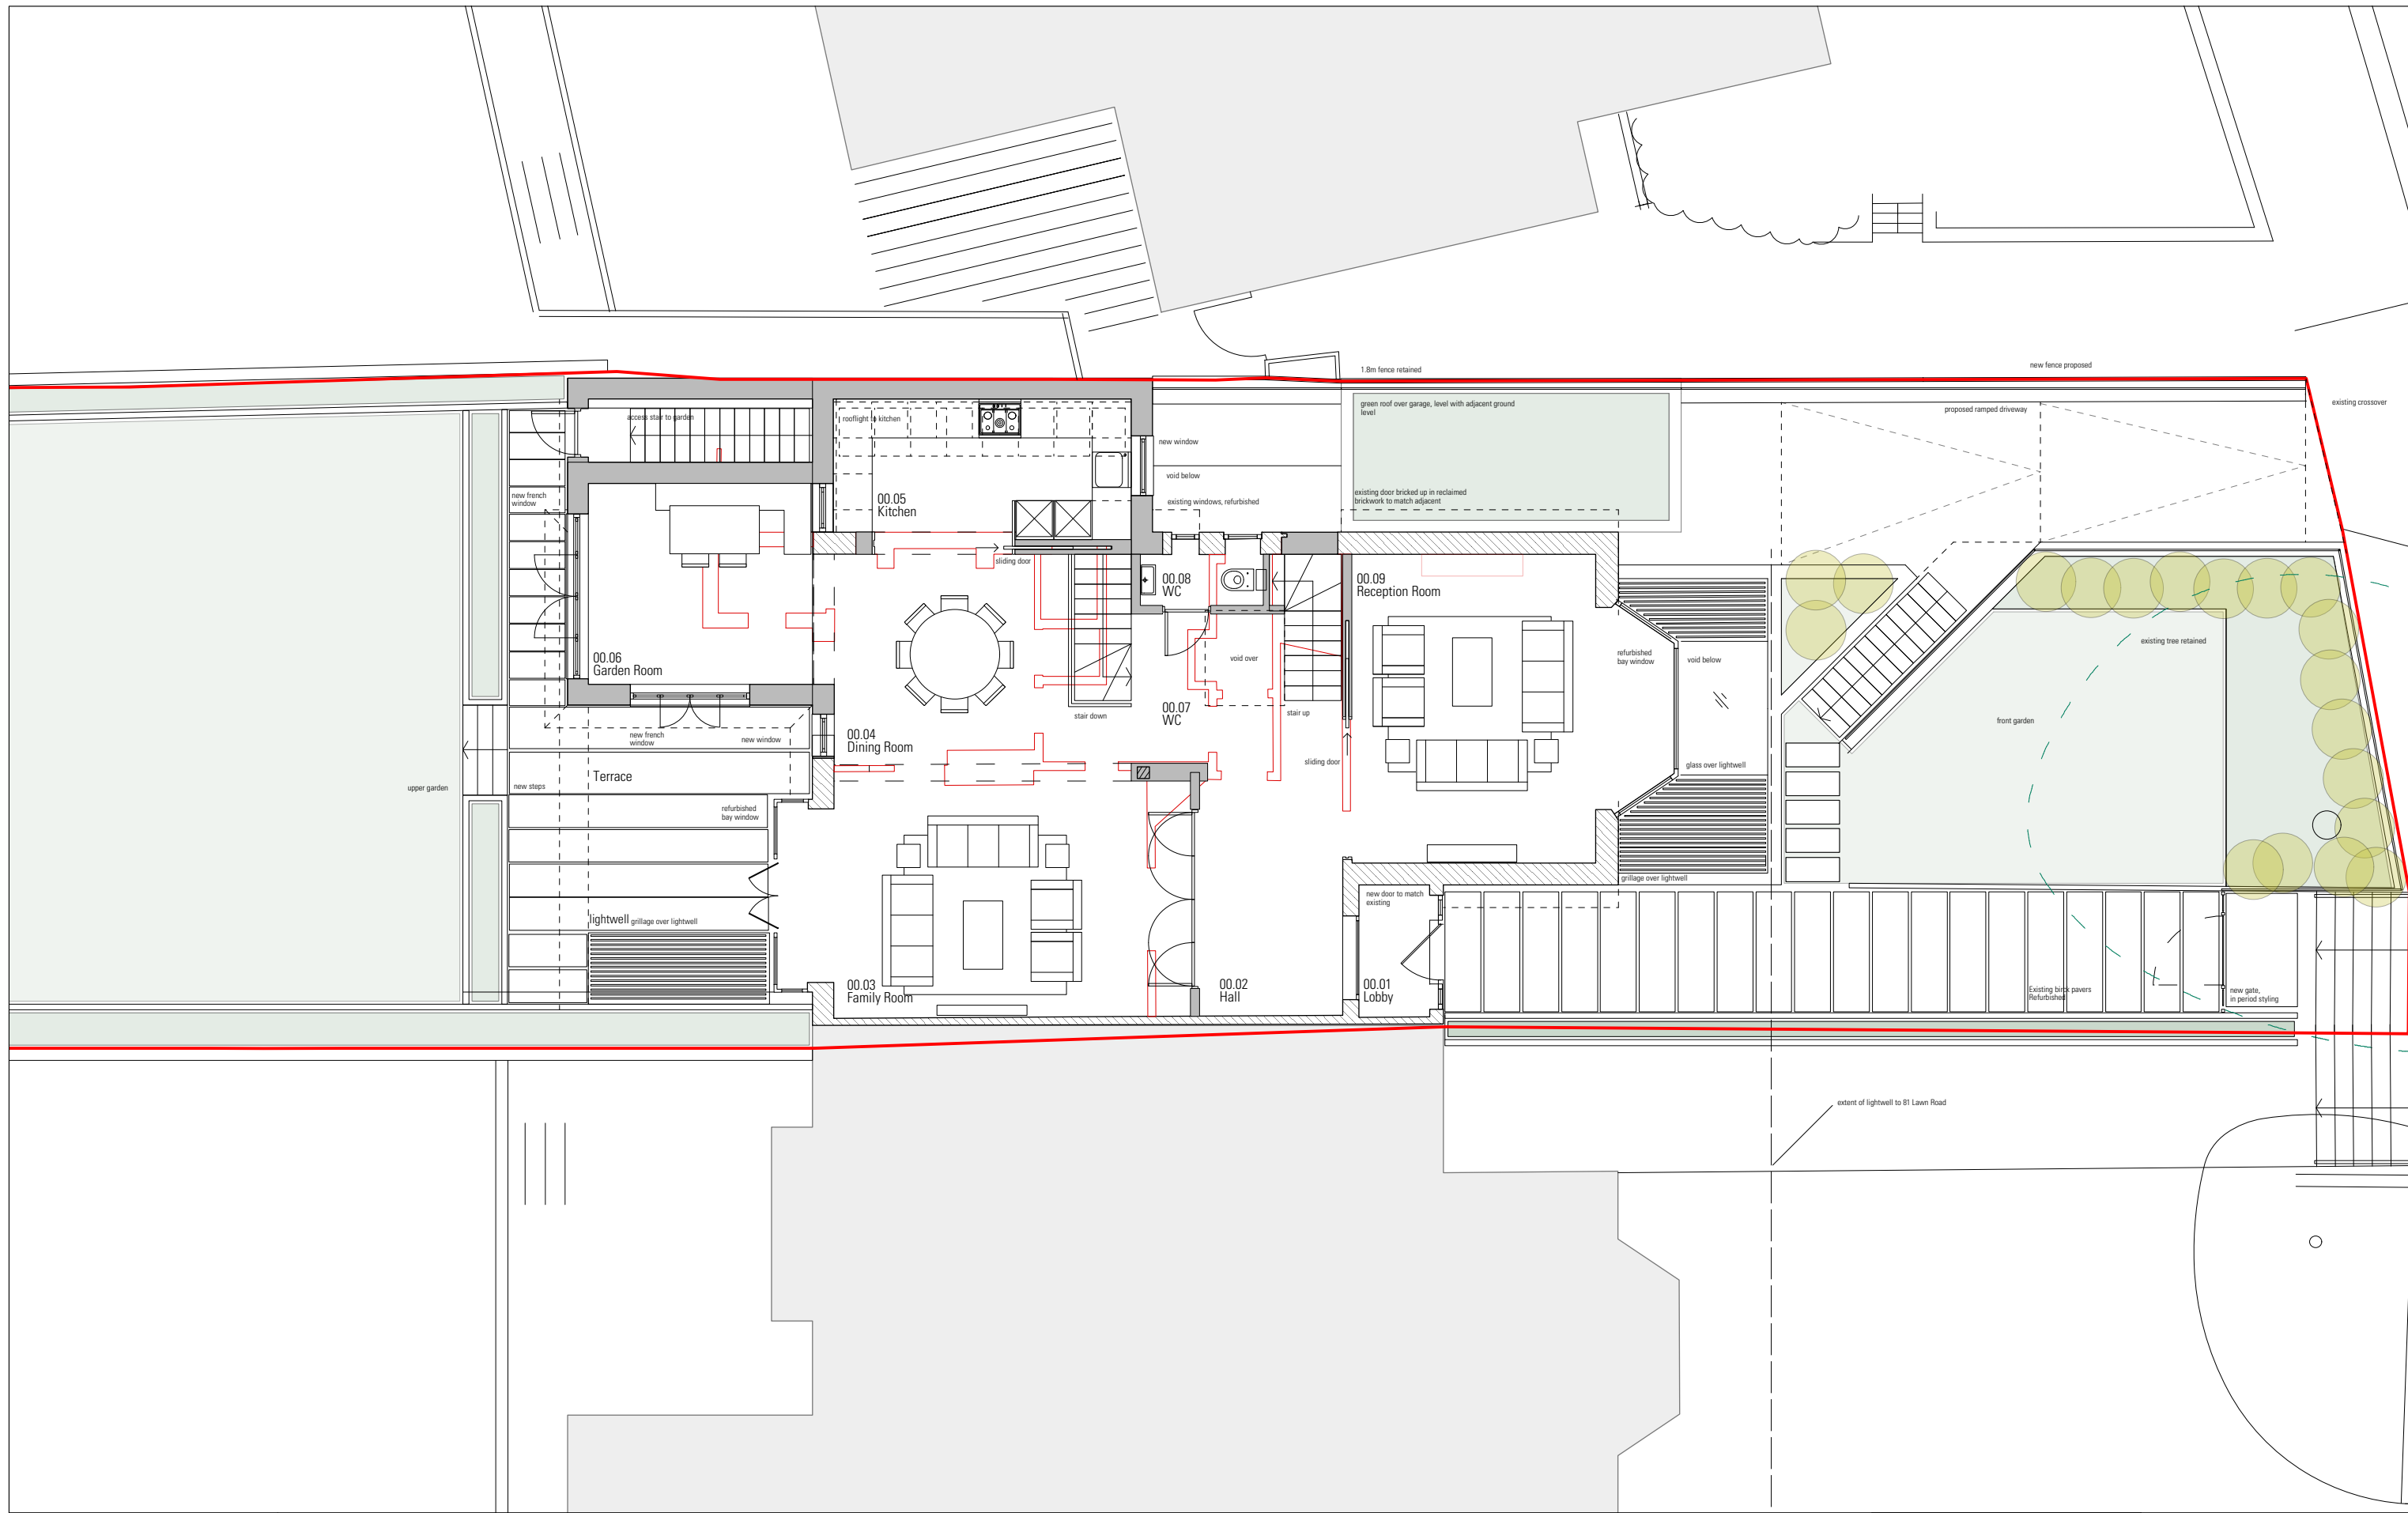 1.8m fence retained
new fence proposed
existing crossover
green roof over garage, level with adjacent ground
level
proposed ramped driveway
access stair to garden
rooflight to kitchen
new window
void below
existing windows, refurbished
existing door bricked up in reclaimed
brickwork to match adjacent
new french
window
00.05
Kitchen
sliding door
00.08
WC
00.09
Reception Room
existing tree retained
refurbished
bay window
void below
void over
00.06
Garden Room
00.07
WC
stair down
stair up
front garden
new french
window
new window
00.04
Dining Room
sliding door
glass over lightwell
Terrace
upper garden
new steps
refurbished
bay window
grillage over lightwell
new door to match
existing
lightwell
grillage over lightwell
00.03
Family Room
00.02
Hall
00.01
Lobby
Existing birck pavers
Refurbished
new gate,
in period styling
extent of lightwell to 81 Lawn Road